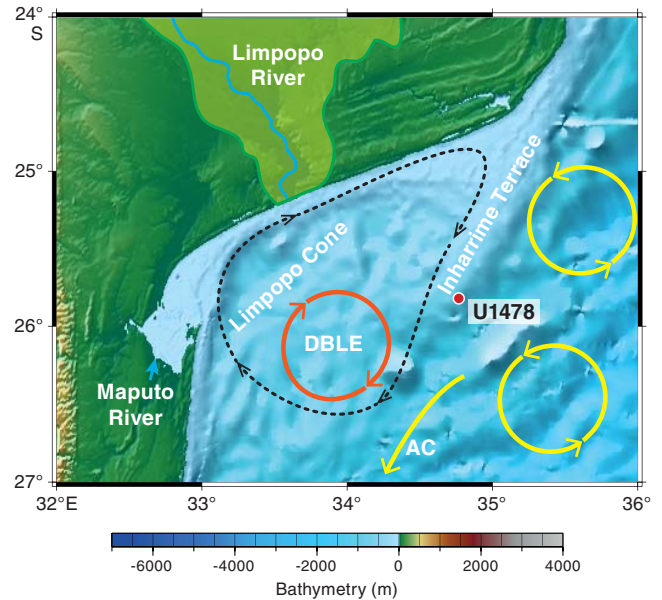 24°
S
25°
26°
27°
32°E
33°
34°
35°
36°
Limpopo
River
Inharrime Terrace
Limpopo Cone
U1478
DBLE
Maputo
River
AC
-6000
-4000
-2000
0
2000
4000
Bathymetry (m)